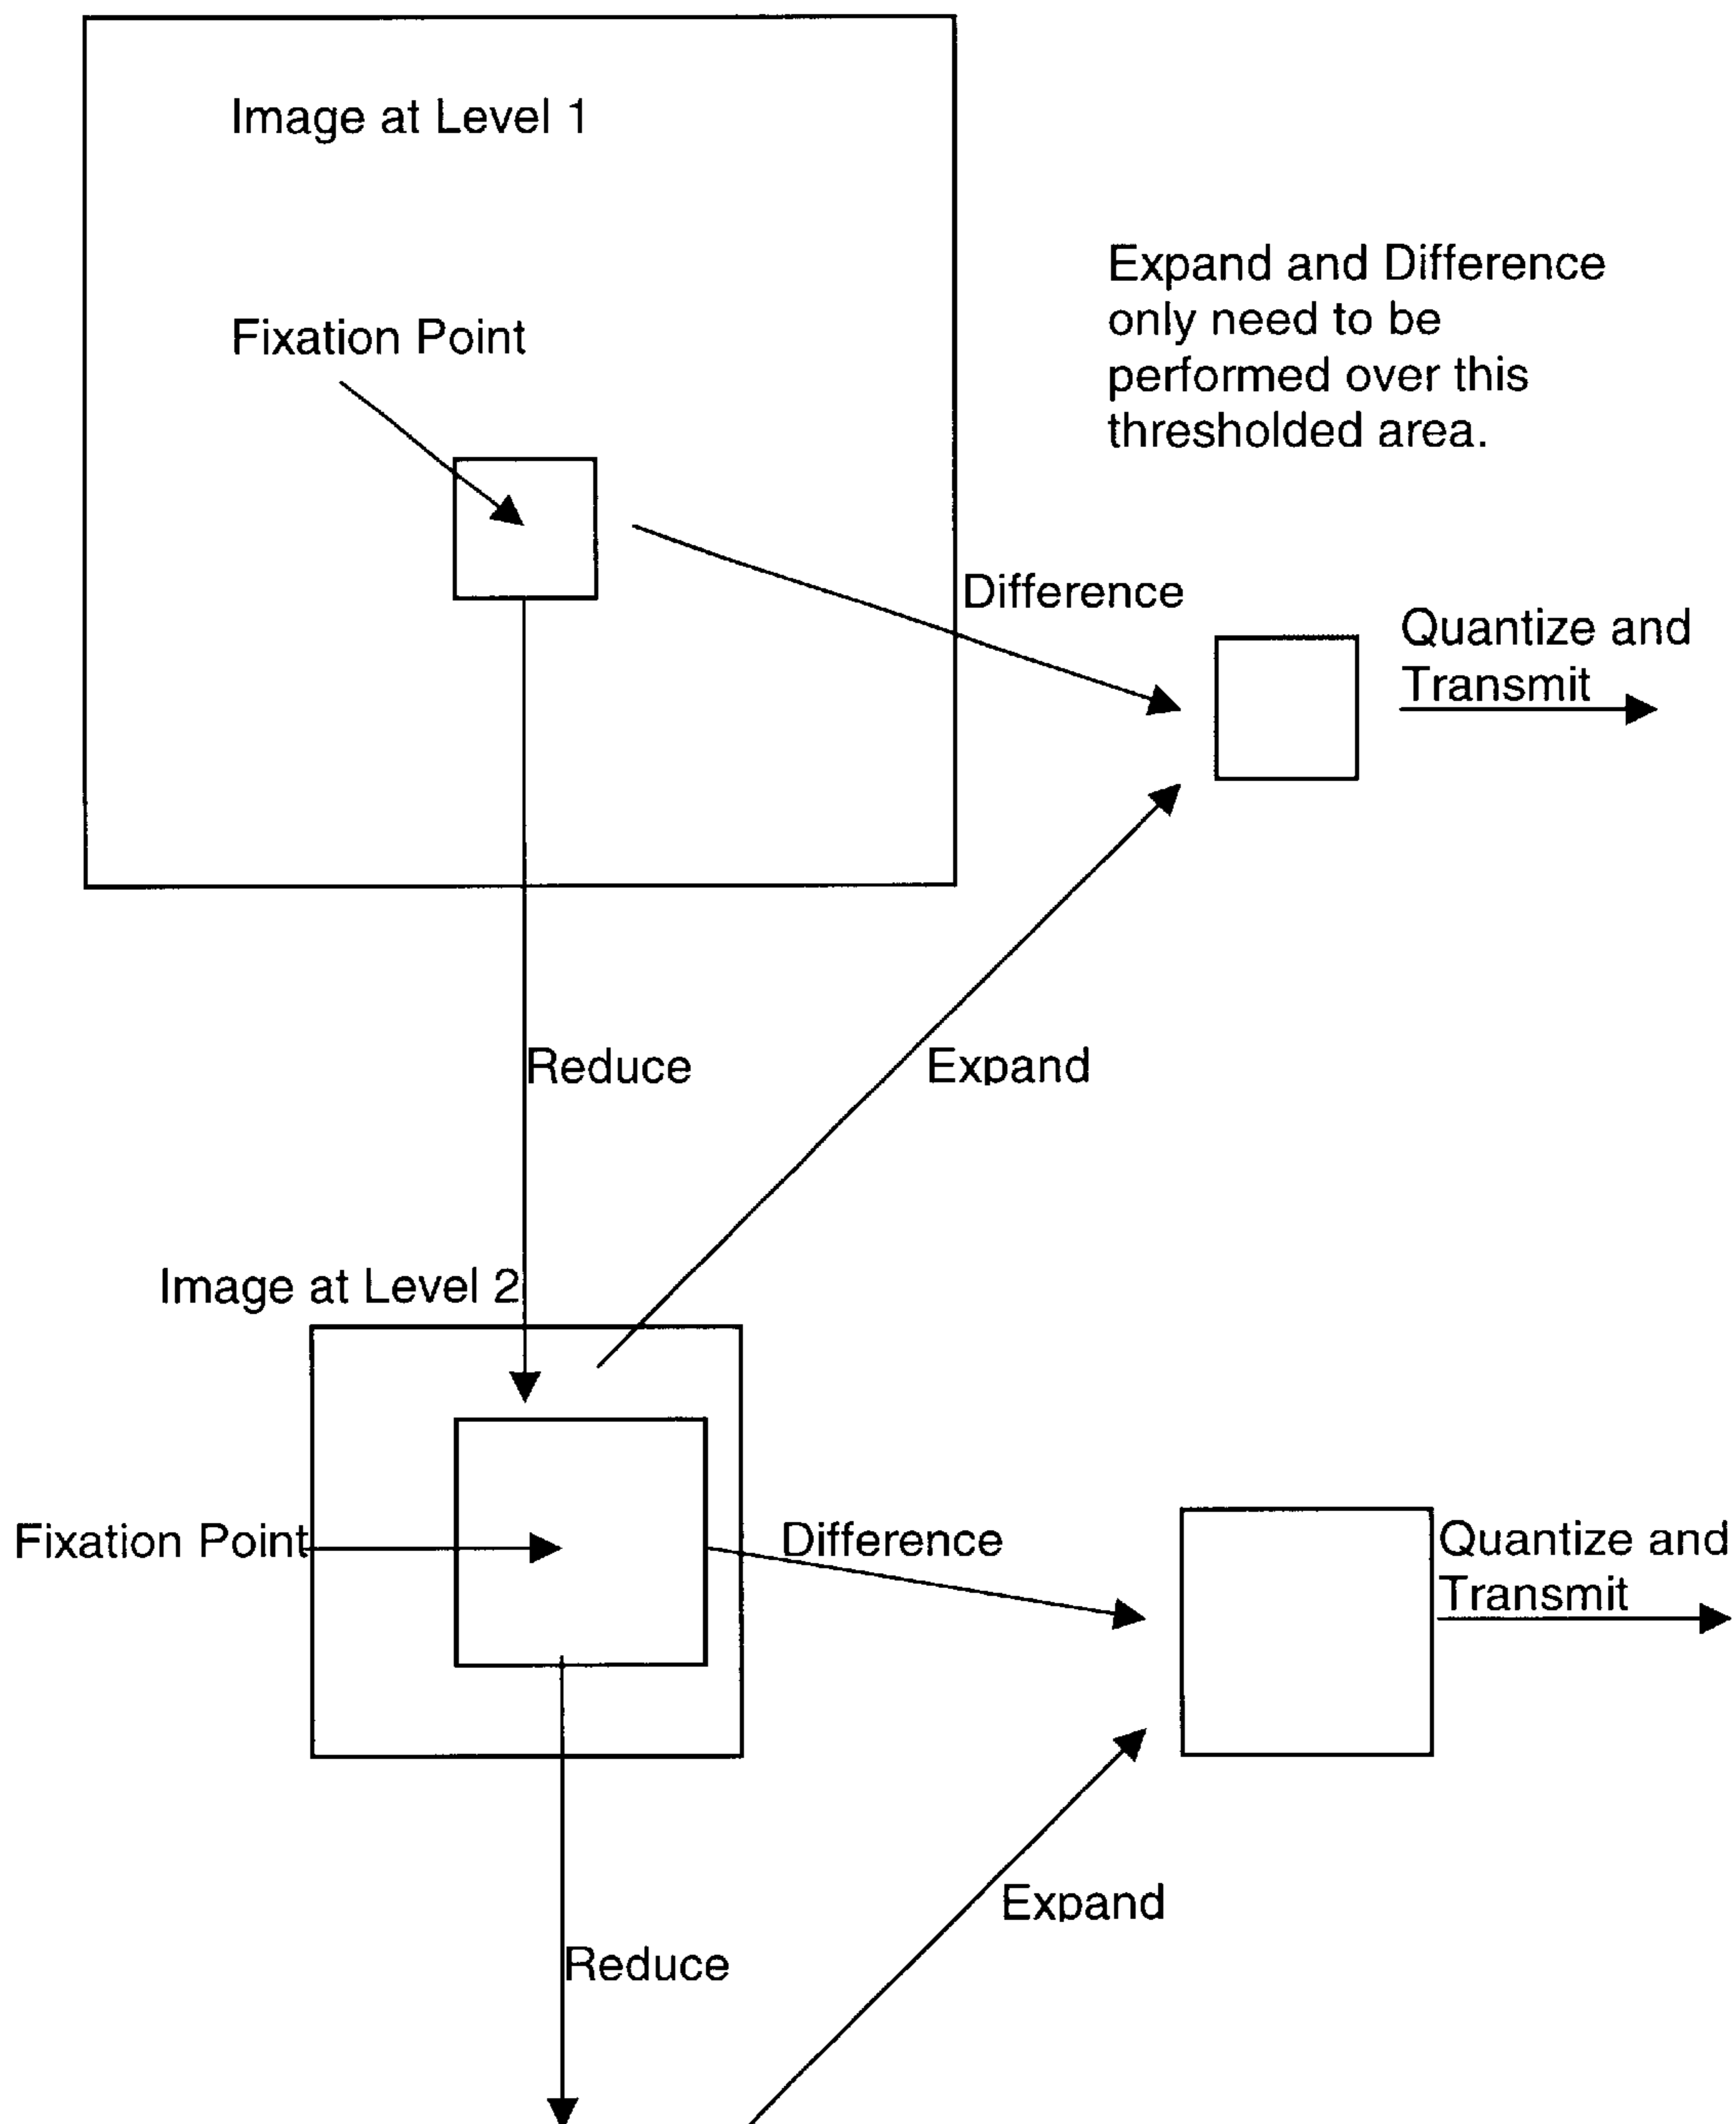 Image at Level 1
Expand and Difference
only need to be
performed over this
thresholded area.
Fixation Point
Difference
Quantize and
Transmit
Reduce
Expand
Image at Level 2
Fixation Point
Difference
Quantize and
Transmit
Expand
Reduce